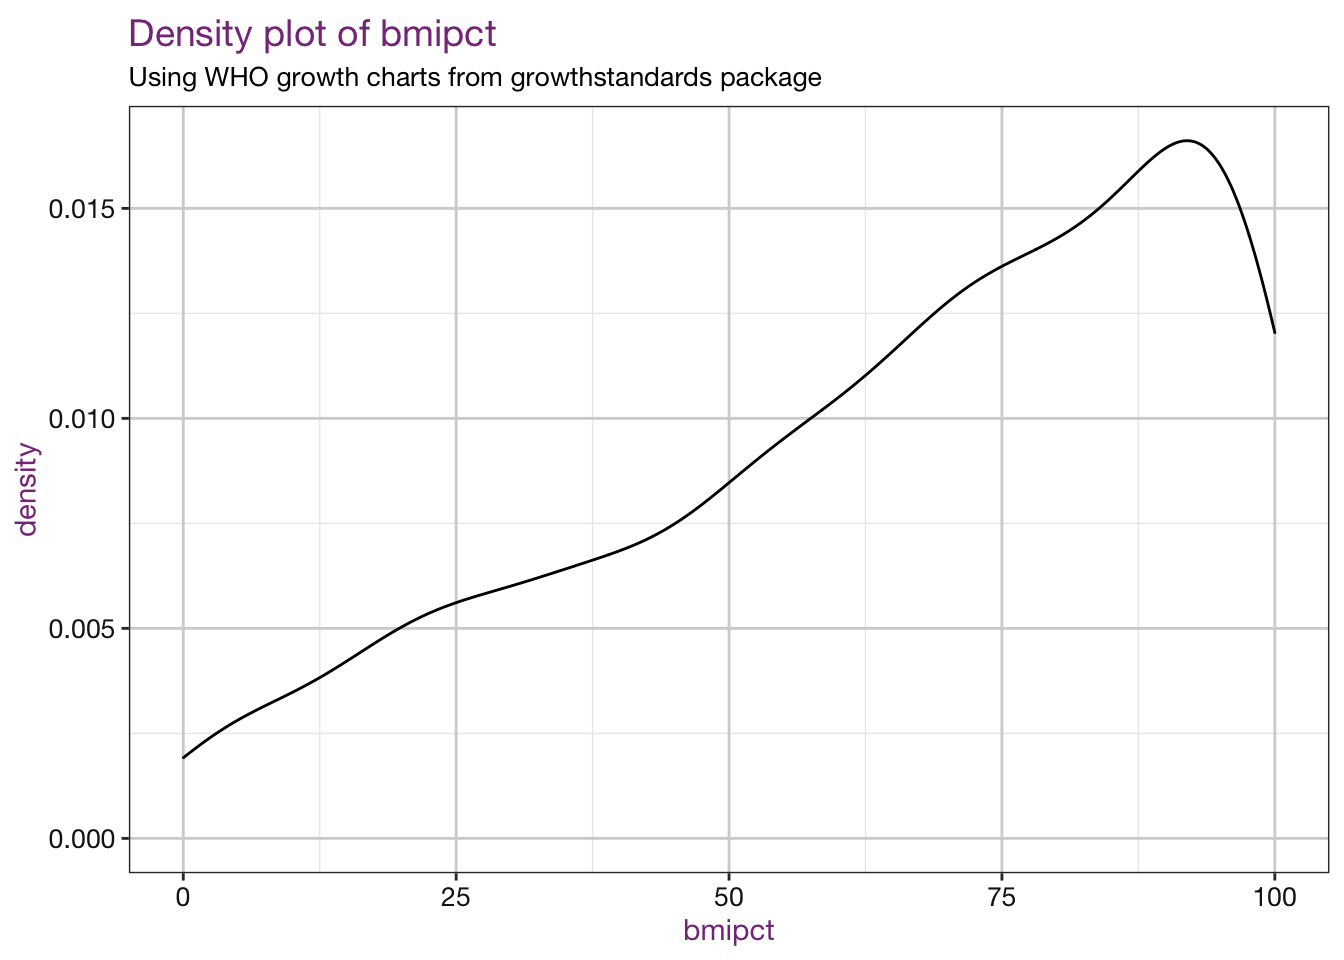 Density plot of bmipct
Using WHO growth charts from growthstandards package
0.015
0.010
0.005
0.000
density
0 25 50 75 100
bmipct